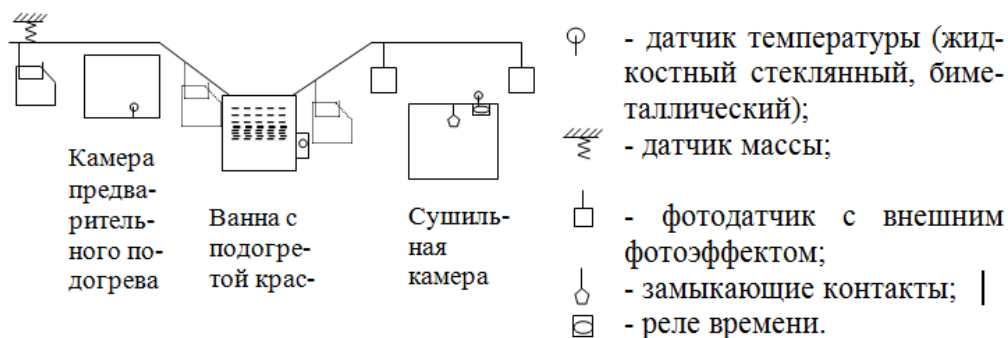 Камера
предва-
ритель-
ного по-
догрева
Ванна с
подогре-
той крас-
Сушиль-
ная
камера
- датчик температуры (жид-
костный стеклянный, биме-
таллический);
- датчик массы;
- фотодатчик с внешним
фотоэффектом;
- замыкающие контакты;
- реле времени.